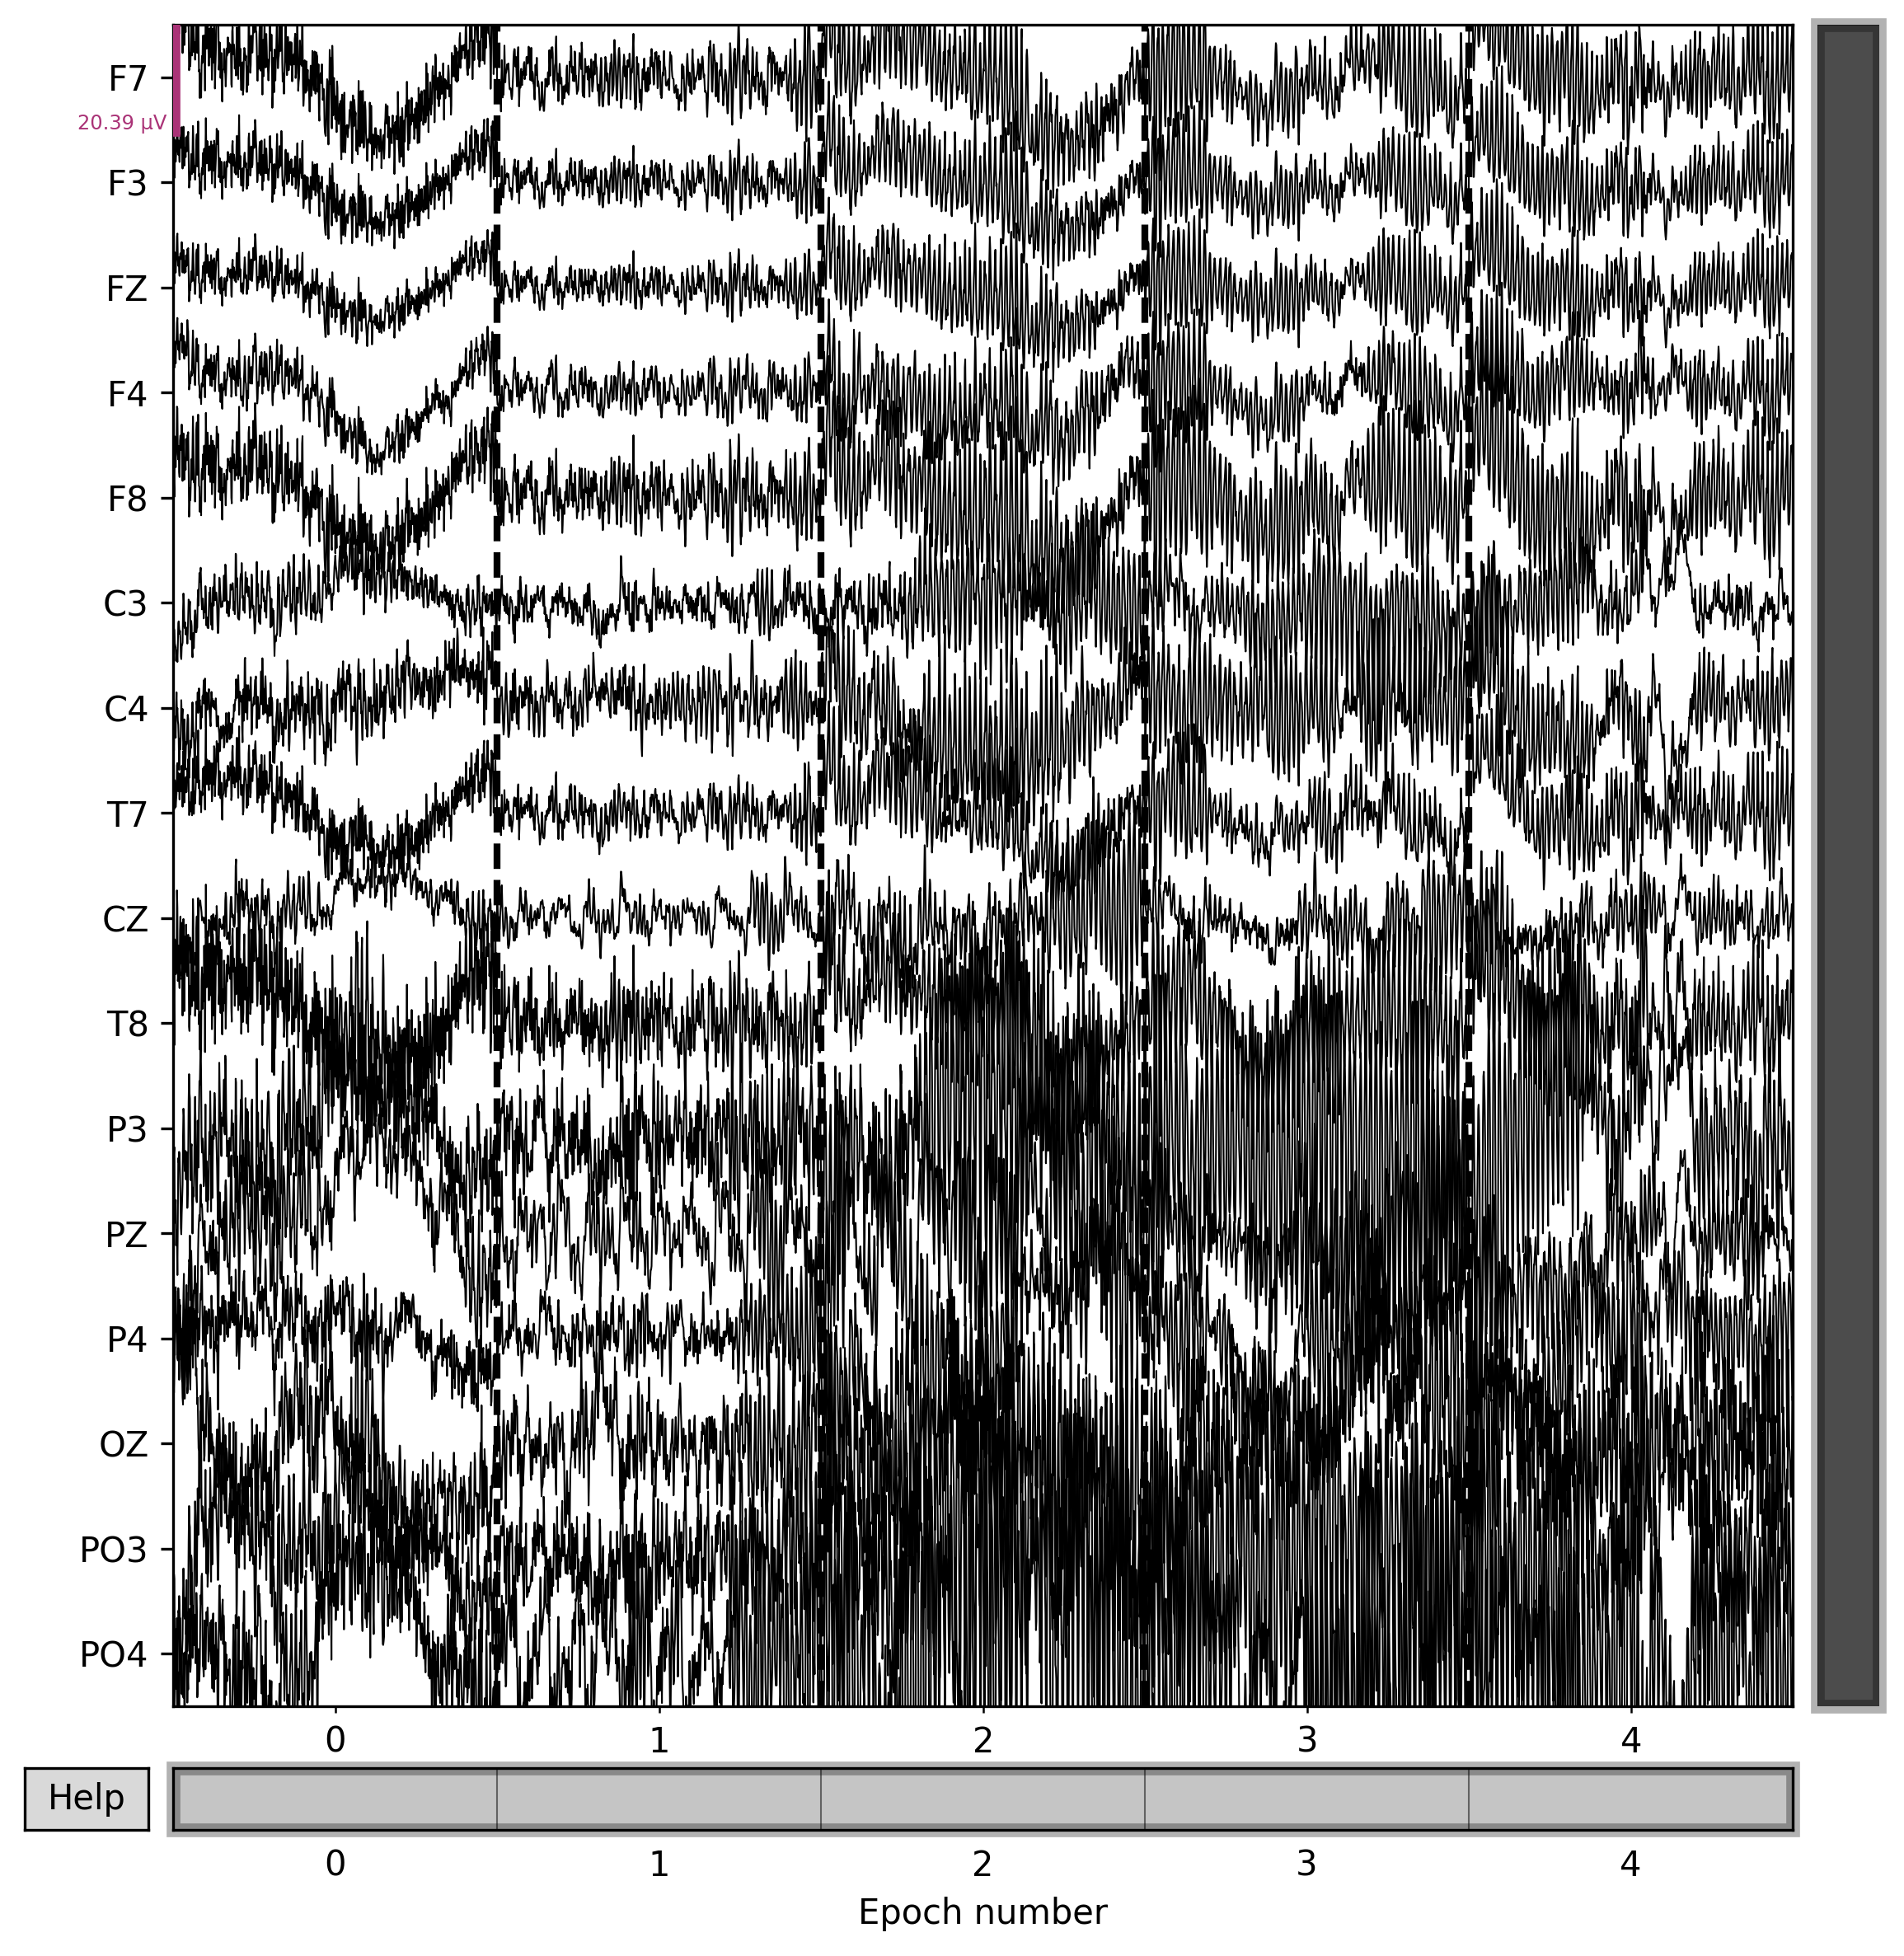 F7
20.39 µV
F3
FZ
F4
F8
C3
C4
T7
CZ
T8
P3
PZ
P4
OZ
PO3
PO4
0 1 2 3 4
Help
0 1 2 3 4
Epoch number